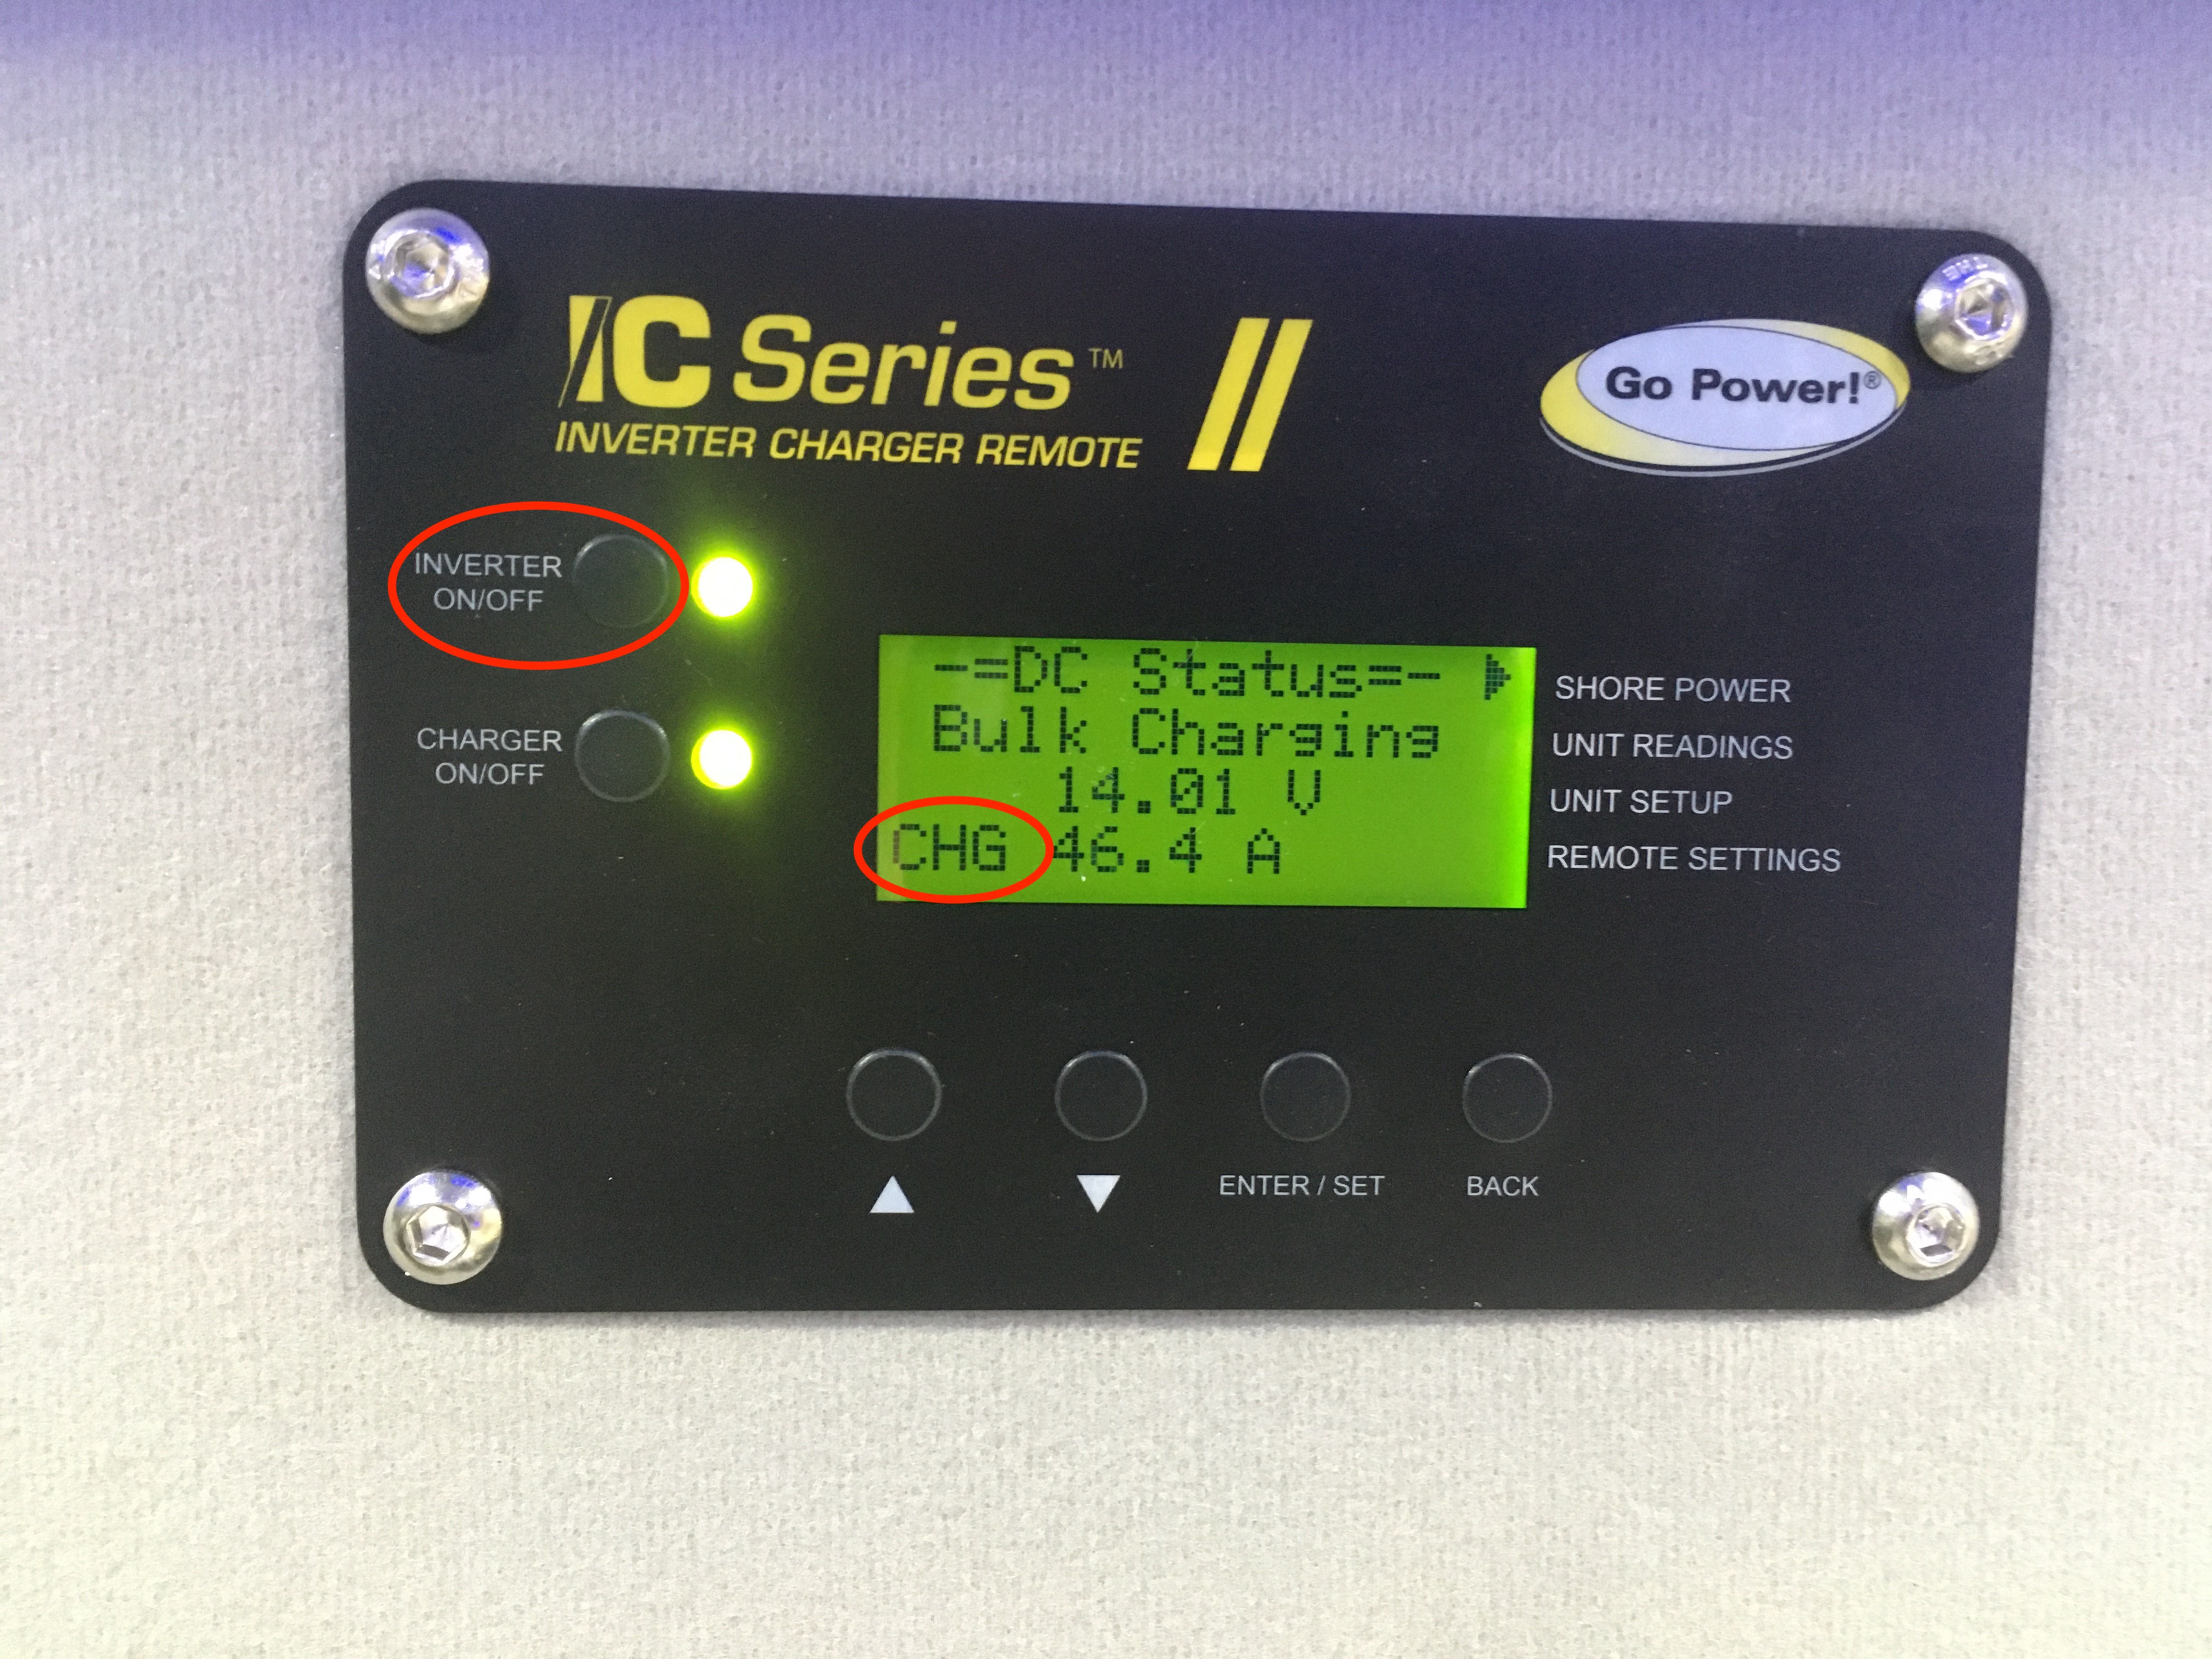 IC Series™ II
INVERTER CHARGER REMOTE
Go Power!®
INVERTER
ON/OFF
CHARGER
ON/OFF
-=DC Status=-
Bulk Charging
14.01 V
CHG 46.4 A
SHORE POWER
UNIT READINGS
UNIT SETUP
REMOTE SETTINGS
ENTER / SET
BACK